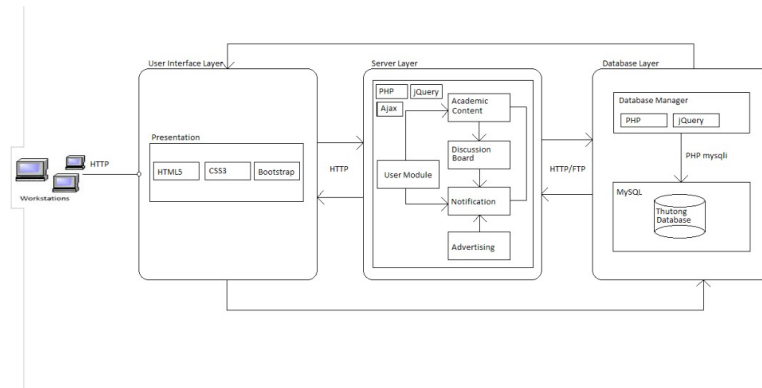 User Interface Layer
Server Layer
Database Layer
PHP
jQuery
Ajax
Academic
Content
Database Manager
PHP
jQuery
Presentation
HTML5
CSS3
Bootstrap
HTTP
Workstations
HTTP
User Module
Discussion
Board
Notification
Advertising
HTTP/FTP
PHP mysqli
MySQL
Thutong
Database